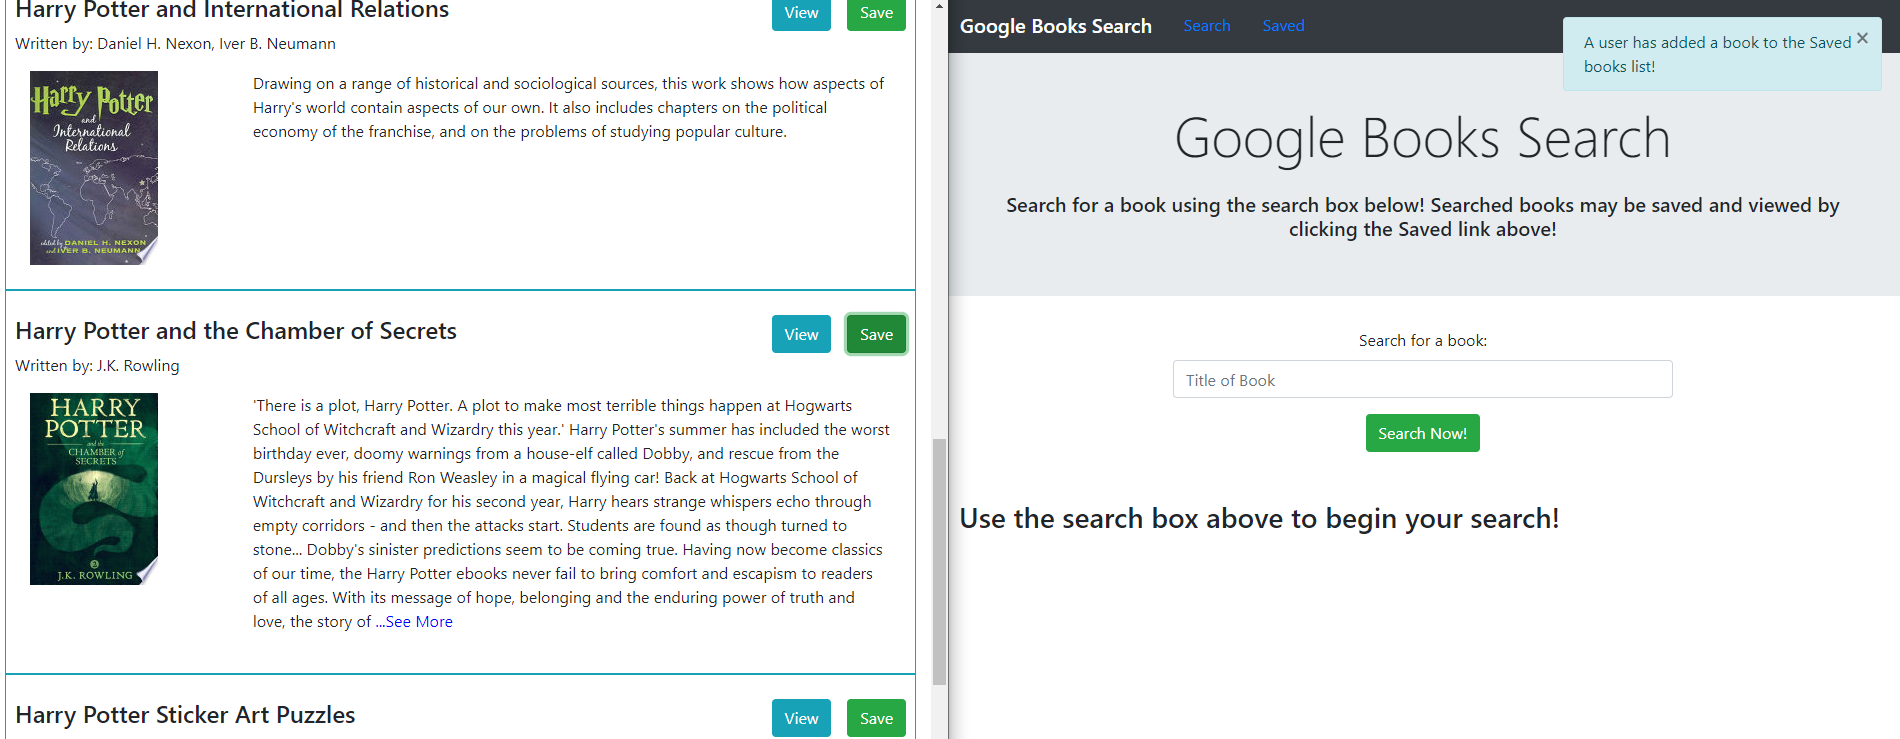 Harry Potter and International Relations
View
Save
Written by: Daniel H. Nexon, Iver B. Neumann
Harry Potter
and
International
Relations
edited by DANIEL H. NEXON
and IVER B. NEUMANN
Drawing on a range of historical and sociological sources, this work shows how aspects of
Harry's world contain aspects of our own. It also includes chapters on the political
economy of the franchise, and on the problems of studying popular culture.
Harry Potter and the Chamber of Secrets
View
Save
Written by: J.K. Rowling
HARRY
POTTER
and the
CHAMBER of
SECRETS
2
J.K. ROWLING
'There is a plot, Harry Potter. A plot to make most terrible things happen at Hogwarts
School of Witchcraft and Wizardry this year.' Harry Potter's summer has included the worst
birthday ever, doomy warnings from a house-elf called Dobby, and rescue from the
Dursleys by his friend Ron Weasley in a magical flying car! Back at Hogwarts School of
Witchcraft and Wizardry for his second year, Harry hears strange whispers echo through
empty corridors - and then the attacks start. Students are found as though turned to
stone... Dobby's sinister predictions seem to be coming true. Having now become classics
of our time, the Harry Potter ebooks never fail to bring comfort and escapism to readers
of all ages. With its message of hope, belonging and the enduring power of truth and
love, the story of ...See More
Harry Potter Sticker Art Puzzles
View
Save
Google Books Search
Search
Saved
A user has added a book to the Saved
books list!
×
Google Books Search
Search for a book using the search box below! Searched books may be saved and viewed by
clicking the Saved link above!
Search for a book:
Title of Book
Search Now!
Use the search box above to begin your search!